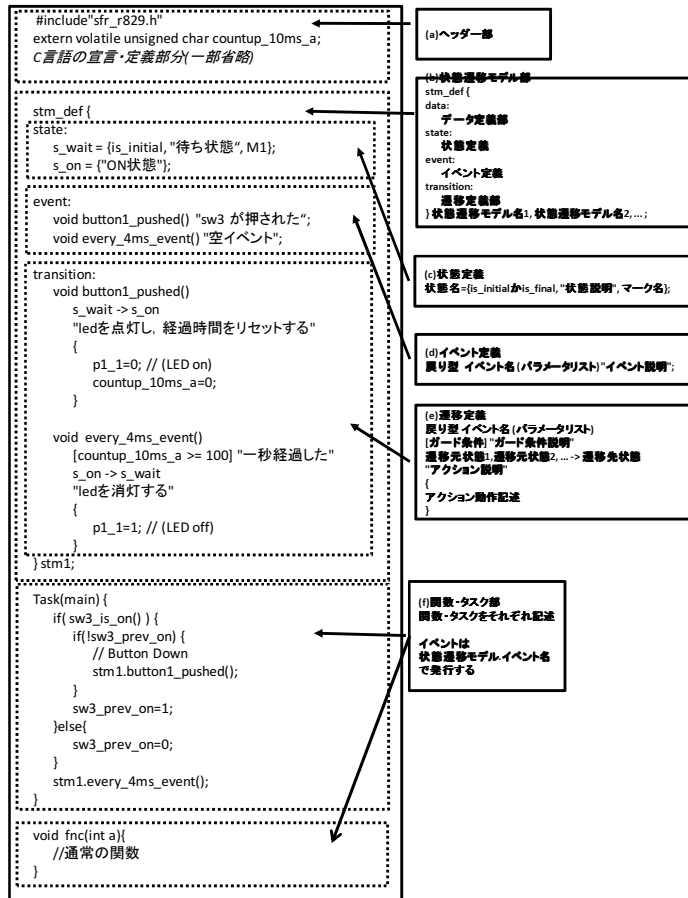 #include"sfr_r829.h"
extern volatile unsigned char countup_10ms_a;
C言語の宣言・定義部分(一部省略)
stm_def {
state:
s_wait = {is_initial, "待ち状態“, M1};
s_on = {"ON状態"};
event:
void button1_pushed() "sw3 が押された“;
void every_4ms_event() "空イベント";
transition:
void button1_pushed()
s_wait -> s_on
"ledを点灯し, 経過時間をリセットする"
{
p1_1=0; // (LED on)
countup_10ms_a=0;
}
void every_4ms_event()
[countup_10ms_a >= 100] "一秒経過した"
s_on -> s_wait
"ledを消灯する"
{
p1_1=1; // (LED off)
}
} stm1;
Task(main) {
if( sw3_is_on() ) {
if(!sw3_prev_on) {
// Button Down
stm1.button1_pushed();
}
sw3_prev_on=1;
}else{
sw3_prev_on=0;
}
stm1.every_4ms_event();
}
void fnc(int a){
//通常の関数
}
(a)ヘッダー部
(b)状態遷移モデル部
stm_def {
data:
データ定義部
state:
状態定義
event:
イベント定義
transition:
遷移定義部
} 状態遷移モデル名1, 状態遷移モデル名2, ... ;
(c)状態定義
状態名={is_initialかis_final, "状態説明", マーク名};
(d)イベント定義
戻り型 イベント名(パラメータリスト) "イベント説明";
(e)遷移定義
戻り型 イベント名(パラメータリスト)
[ガード条件] "ガード条件説明"
遷移元状態1,遷移元状態2, ... -> 遷移先状態
"アクション説明"
{
アクション動作記述
}
(f)関数・タスク部
関数・タスクをそれぞれ記述
イベントは
状態遷移モデル.イベント名
で発行する